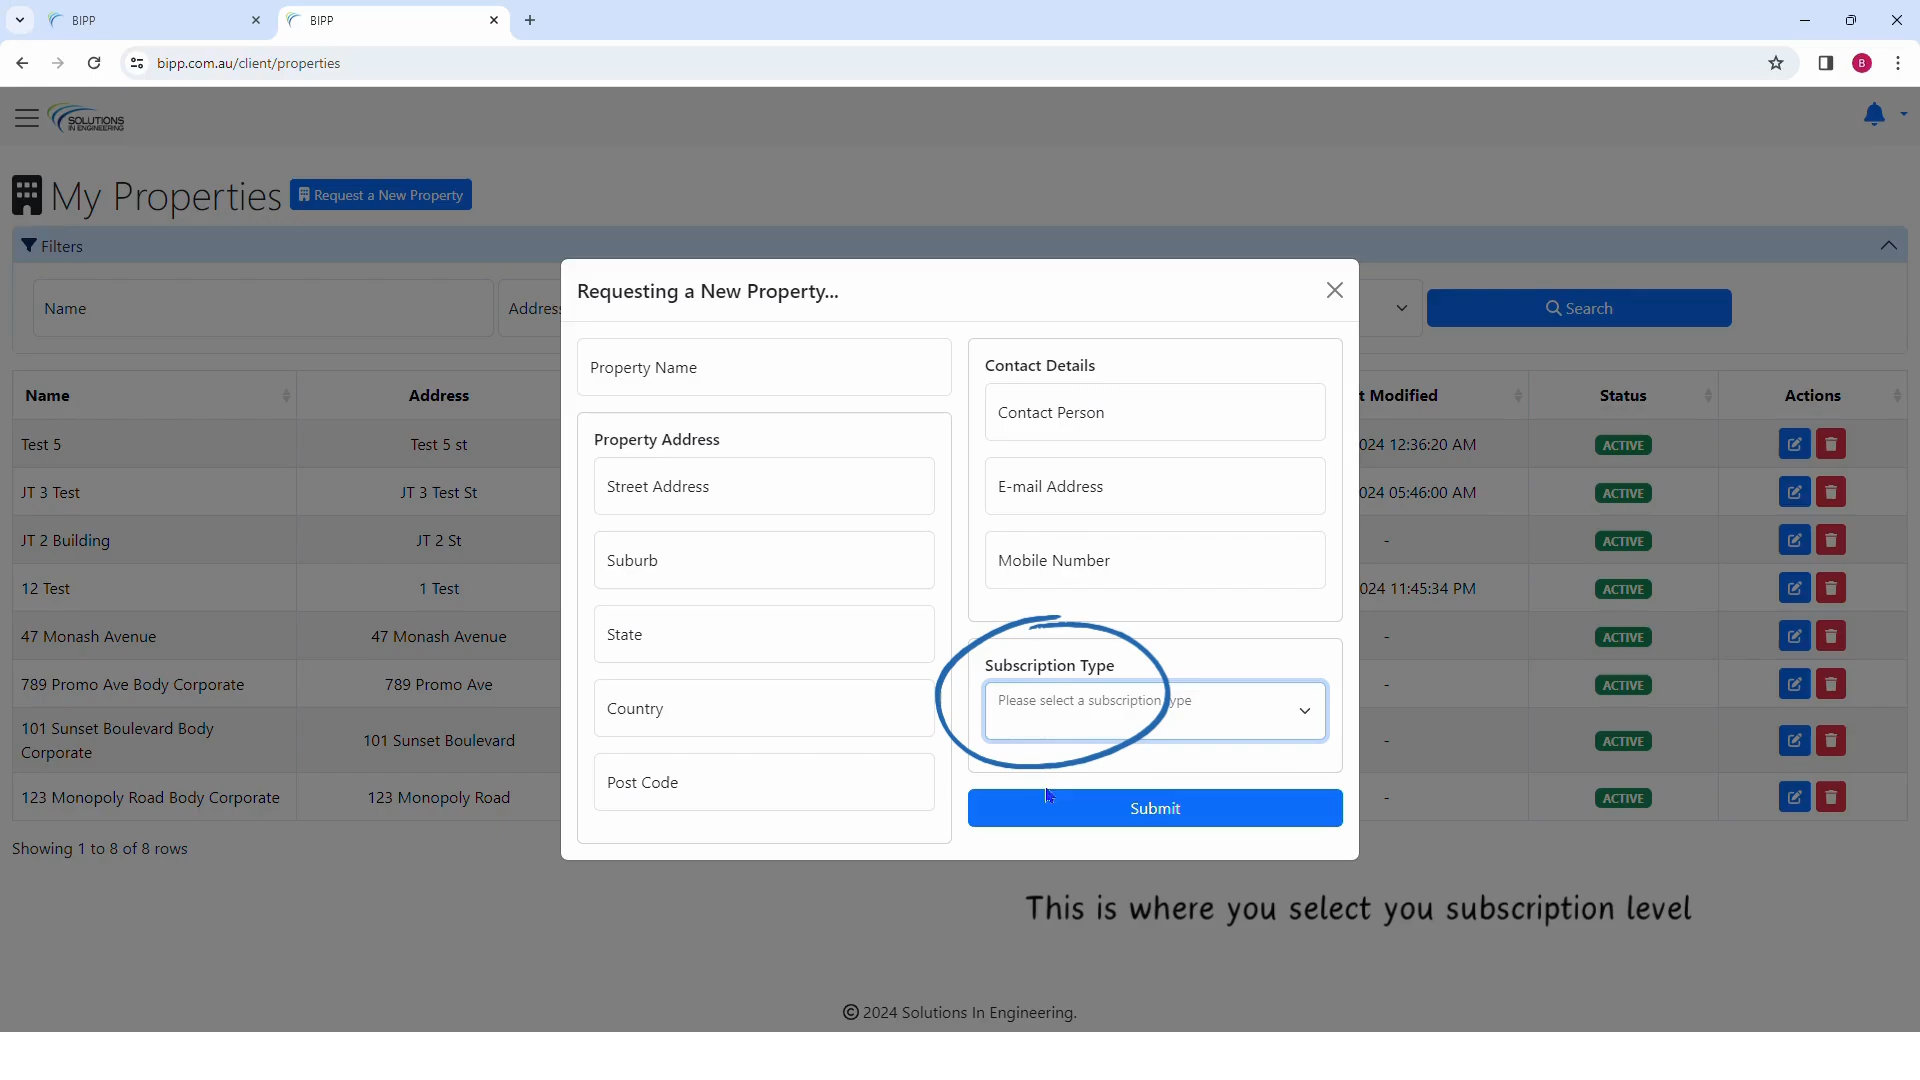 BIPP
BIPP
bipp.com.au/client/properties
B
SOLUTIONS
IN ENGINEERING
My Properties
Request a New Property
Filters
Name
Address
Search
Requesting a New Property...
Property Name
Property Address
Street Address
Suburb
State
Country
Post Code
Contact Details
Contact Person
E-mail Address
Mobile Number
Subscription Type
Please select a subscription type
Submit
Name Address t Modified Status Actions
Test 5 Test 5 st 024 12:36:20 AM ACTIVE
JT 3 Test JT 3 Test St 024 05:46:00 AM ACTIVE
JT 2 Building JT 2 St - ACTIVE
12 Test 1 Test 024 11:45:34 PM ACTIVE
47 Monash Avenue 47 Monash Avenue - ACTIVE
789 Promo Ave Body Corporate 789 Promo Ave - ACTIVE
101 Sunset Boulevard Body
Corporate 101 Sunset Boulevard - ACTIVE
123 Monopoly Road Body Corporate 123 Monopoly Road - ACTIVE
Showing 1 to 8 of 8 rows
This is where you select you subscription level
© 2024 Solutions In Engineering.